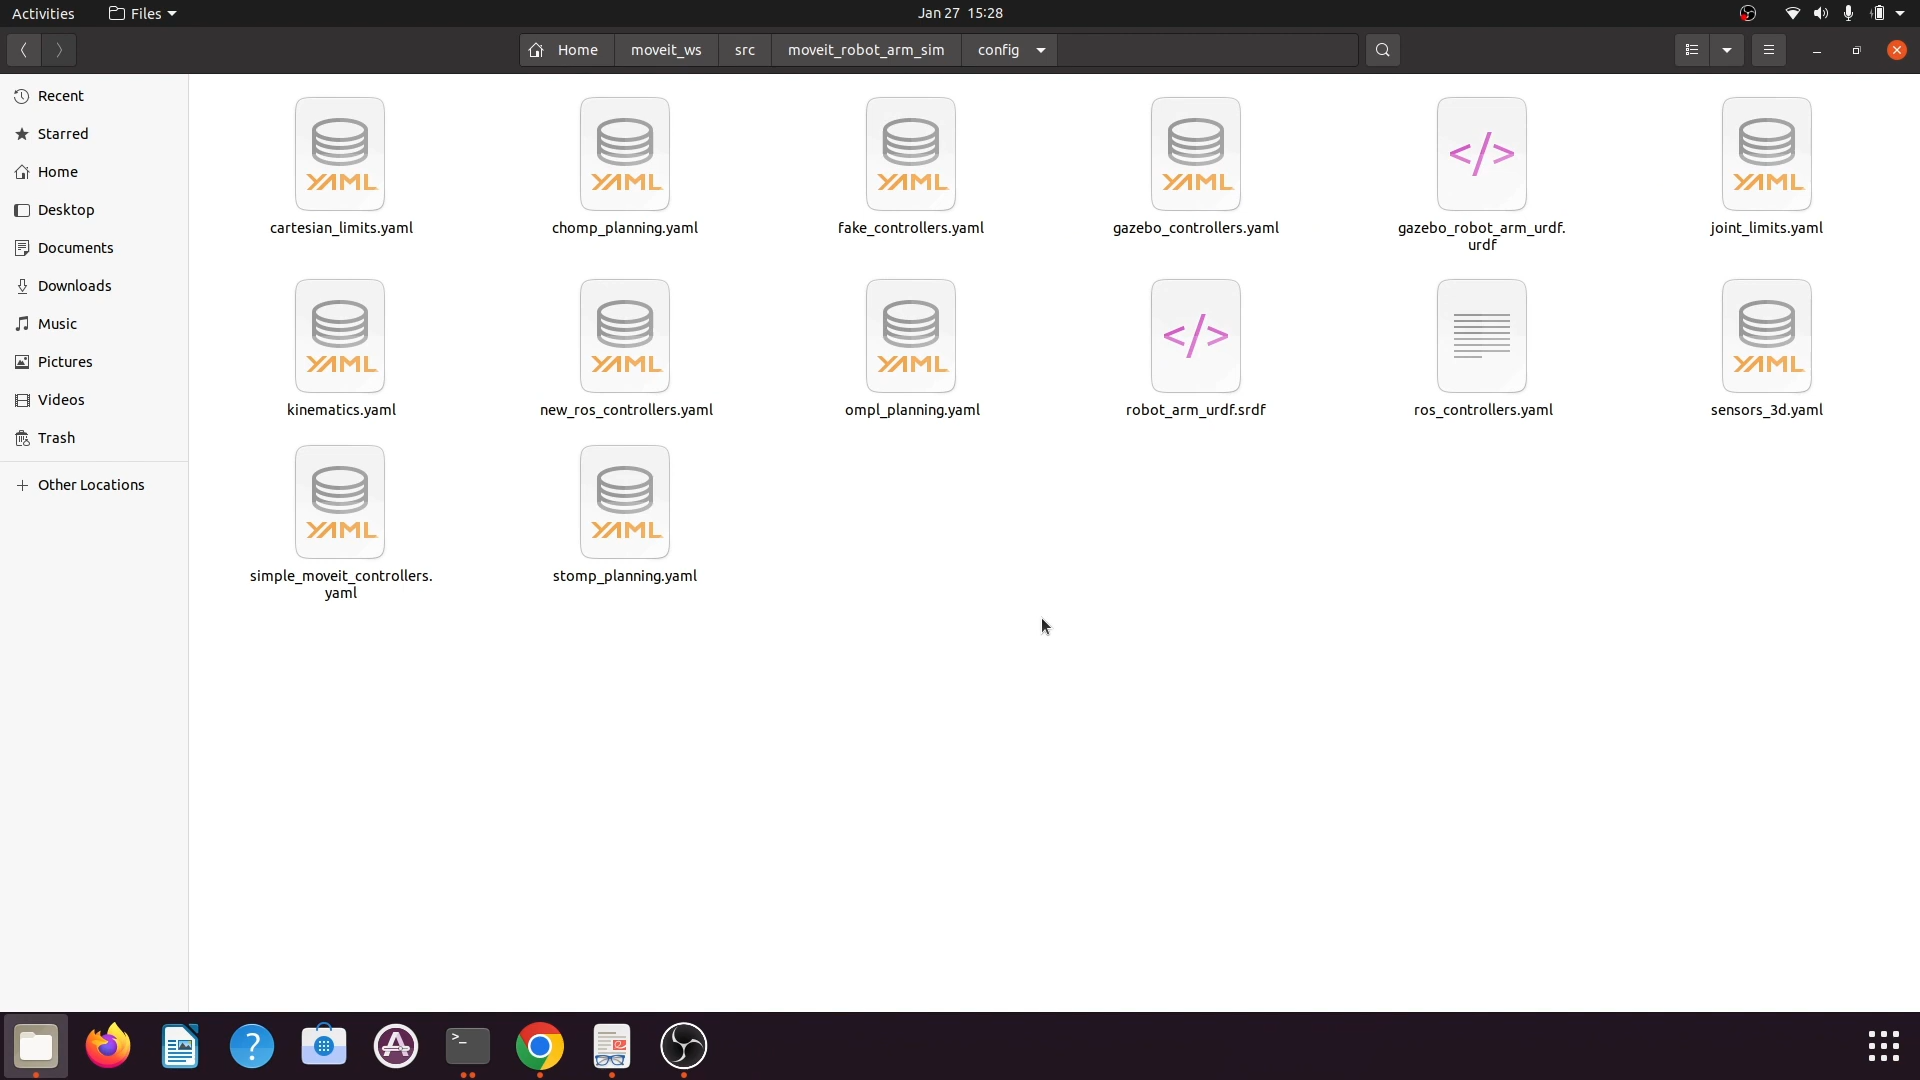 Activities
Files
Jan 27 15:28
Home
moveit_ws
src
moveit_robot_arm_sim
config
Recent
Starred
Home
Desktop
Documents
Downloads
Music
Pictures
Videos
Trash
Other Locations
YAML
YAML
YAML
YAML
</>
YAML
cartesian_limits.yaml
chomp_planning.yaml
fake_controllers.yaml
gazebo_controllers.yaml
gazebo_robot_arm_urdf.
urdf
joint_limits.yaml
YAML
YAML
YAML
</>
YAML
kinematics.yaml
new_ros_controllers.yaml
ompl_planning.yaml
robot_arm_urdf.srdf
ros_controllers.yaml
sensors_3d.yaml
YAML
YAML
simple_moveit_controllers.
yaml
stomp_planning.yaml
?
>_